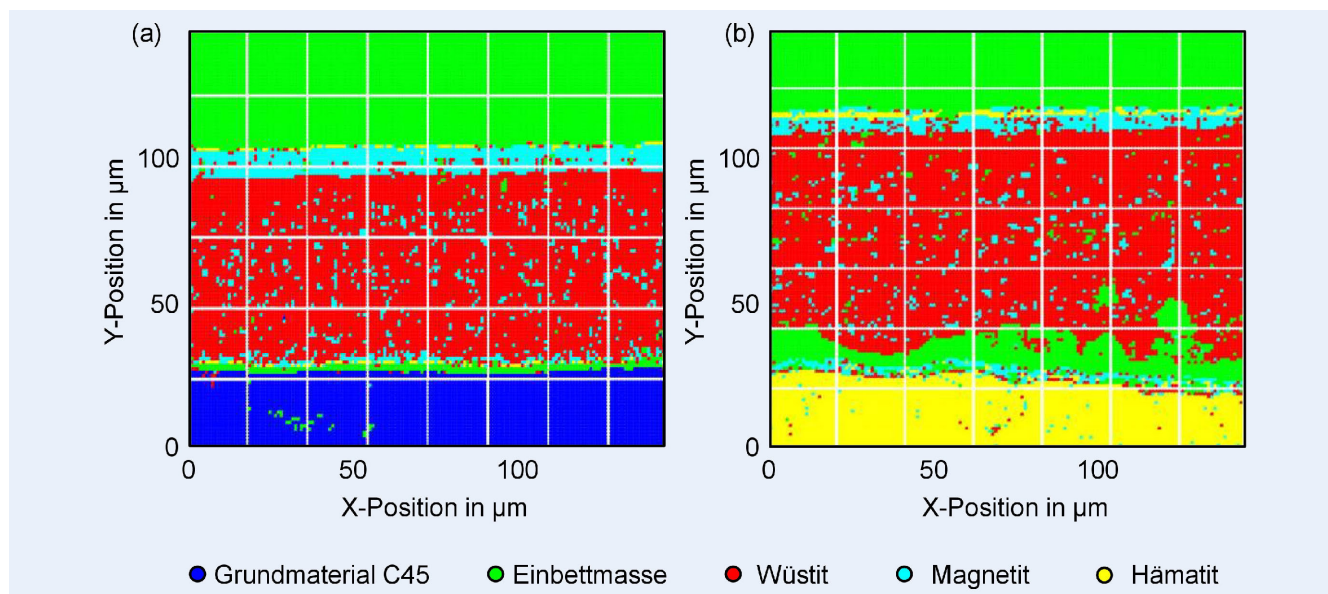 (a)
(b)
100
50
0
Y-Position in µm
0
50
100
X-Position in µm
100
50
0
Y-Position in µm
0
50
100
X-Position in µm
Grundmaterial C45
Einbettmasse
Wüstit
Magnetit
Hämatit